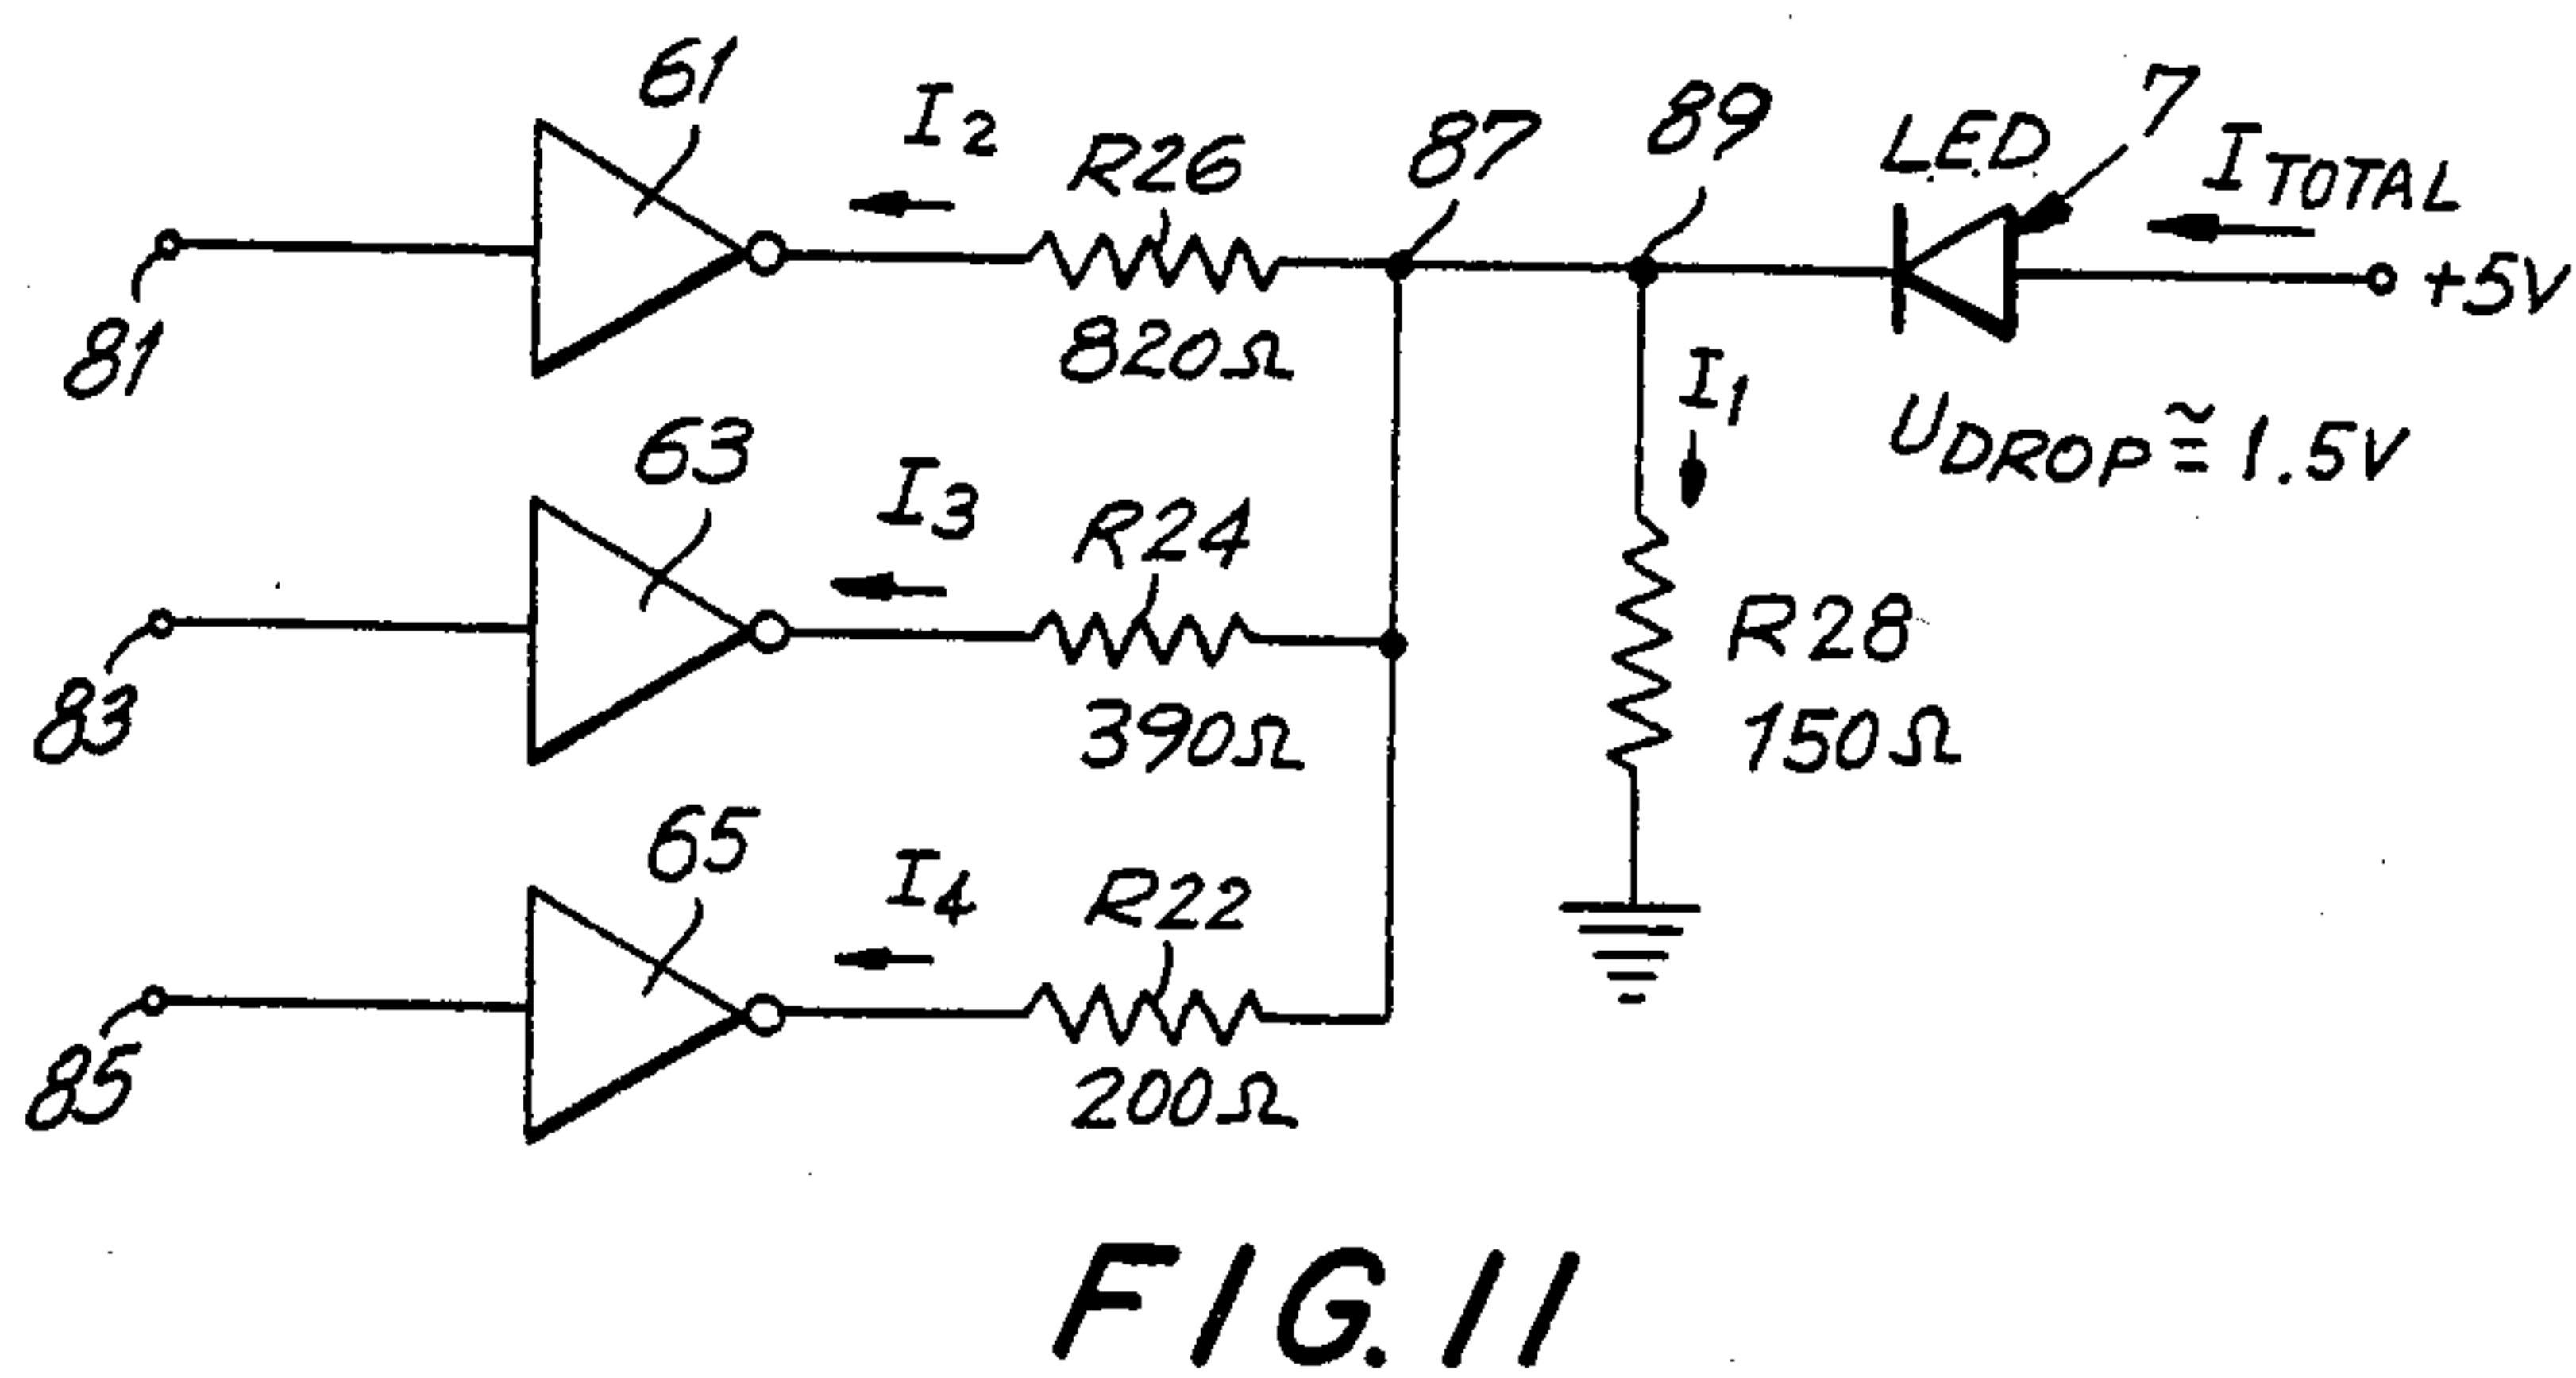 61
I2
R26
87
89
LED
7
ITOTAL
+5V
81
820Ω
I1
UDROP ≅ 1.5V
63
I3
R24
R28
150Ω
83
390Ω
65
I4
R22
85
200Ω
FIG. 11